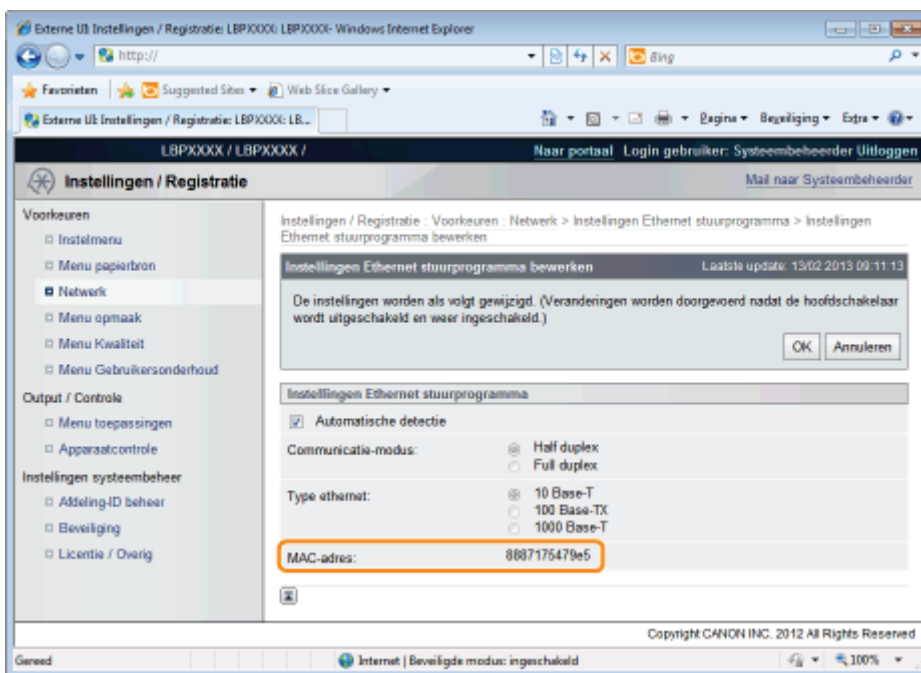 Externe UI: Instellingen / Registratie: LBPXXXX: LBPXXXX- Windows Internet Explorer
http://
Bing
Favorieten Suggested Sites Web Slice Gallery
Externe UI: Instellingen / Registratie: LBPXXXX: LB...
Pagina Beveiliging Extra
LBPXXXX / LBPXXXX /
Naar portaal Login gebruiker: Systeembeheerder Uitloggen
Instellingen / Registratie
Mail naar Systeembeheerder
Voorkeuren
Instelmenu
Menu papierbron
Netwerk
Menu opmaak
Menu Kwaliteit
Menu Gebruikersonderhoud
Output / Controle
Menu toepassingen
Apparaatcontrole
Instellingen systeembeheer
Afdeling-ID beheer
Beveiliging
Licentie / Overig
Instellingen / Registratie : Voorkeuren : Netwerk > Instellingen Ethernet stuurprogramma > Instellingen
Ethernet stuurprogramma bewerken
Instellingen Ethernet stuurprogramma bewerken
Laatste update: 13/02 2013 09:11:13
De instellingen worden als volgt gewijzigd. (Veranderingen worden doorgevoerd nadat de hoofdschakelaar
wordt uitgeschakeld en weer ingeschakeld.)
OK Annuleren
Instellingen Ethernet stuurprogramma
Automatische detectie
Communicatie-modus: Half duplex
Full duplex
Type ethernet: 10 Base-T
100 Base-TX
1000 Base-T
MAC-adres: 8887175479e5
Copyright CANON INC. 2012 All Rights Reserved
Gereed
Internet | Beveiligde modus: ingeschakeld
100%